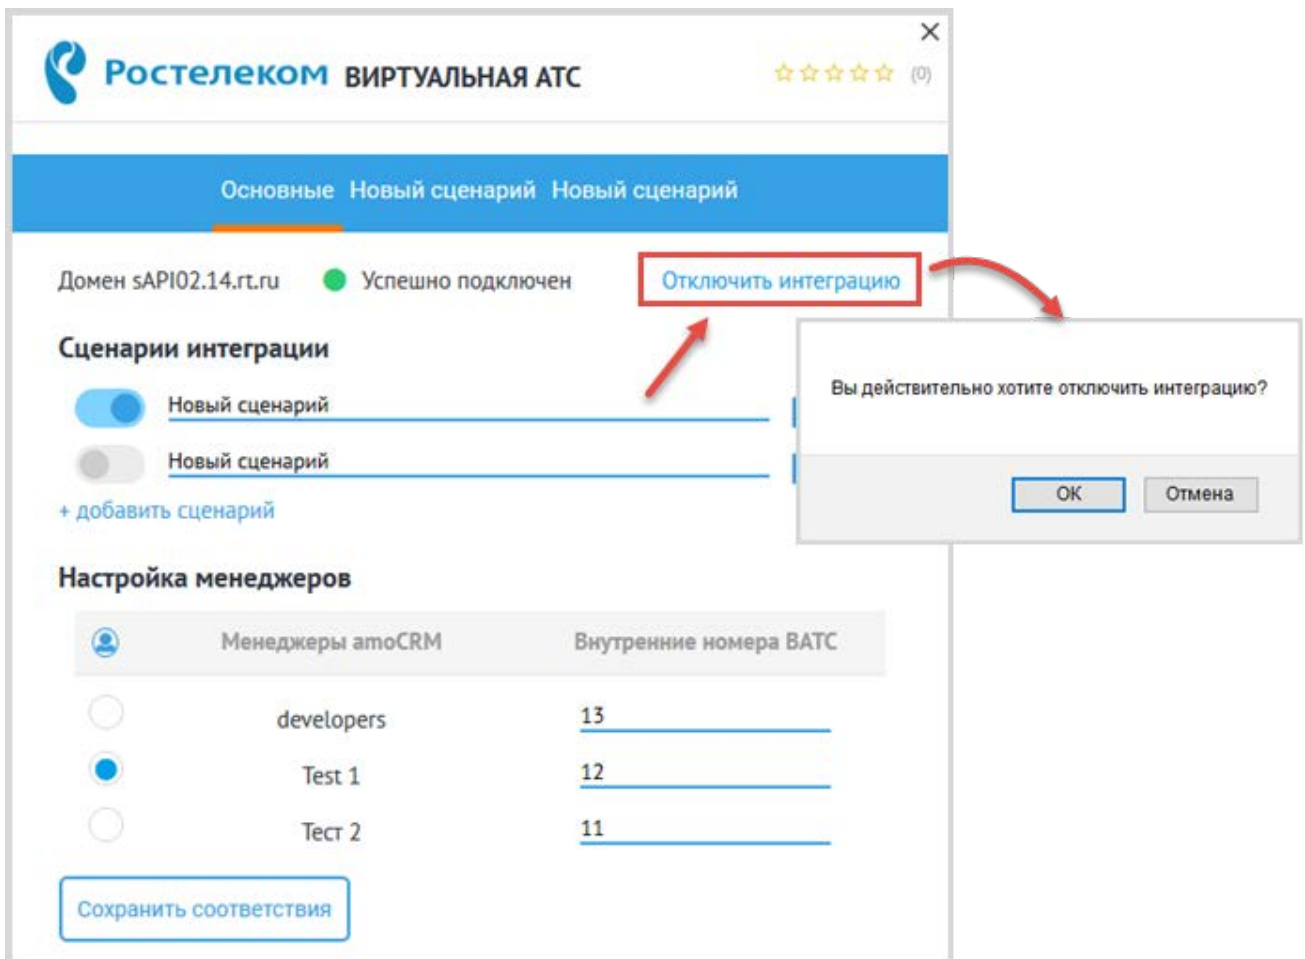 Ростелеком ВИРТУАЛЬНАЯ АТС
(0)
Основные Новый сценарий Новый сценарий
Домен sAPI02.14.rt.ru Успешно подключен Отключить интеграцию
Сценарии интеграции
Новый сценарий
Новый сценарий
+ добавить сценарий
Вы действительно хотите отключить интеграцию?
ОК Отмена
Настройка менеджеров
Менеджеры amoCRM Внутренние номера ВАТС
developers 13
Test 1 12
Тест 2 11
Сохранить соответствия